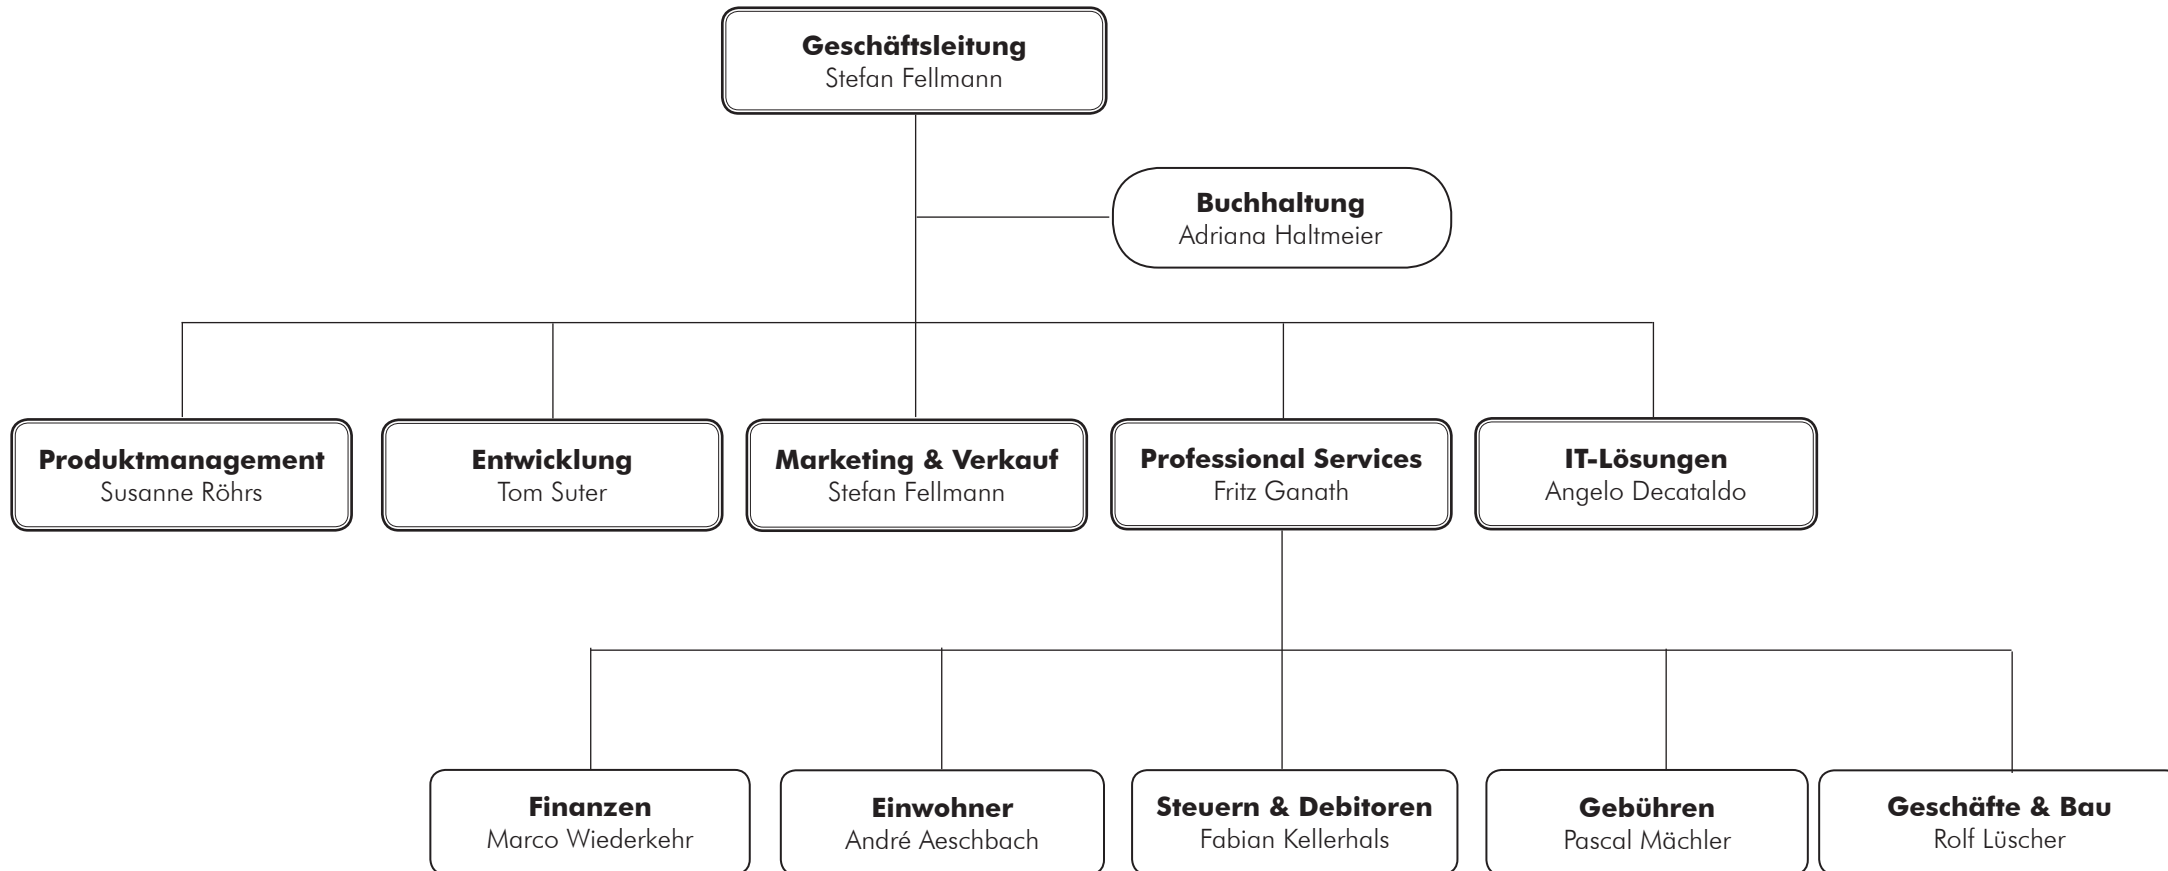 Geschäftsleitung
Stefan Fellmann
Buchhaltung
Adriana Haltmeier
Produktmanagement
Susanne Röhrs
Entwicklung
Tom Suter
Marketing & Verkauf
Stefan Fellmann
Professional Services
Fritz Ganath
IT-Lösungen
Angelo Decataldo
Finanzen
Marco Wiederkehr
Einwohner
André Aeschbach
Steuern & Debitoren
Fabian Kellerhals
Gebühren
Pascal Mächler
Geschäfte & Bau
Rolf Lüscher